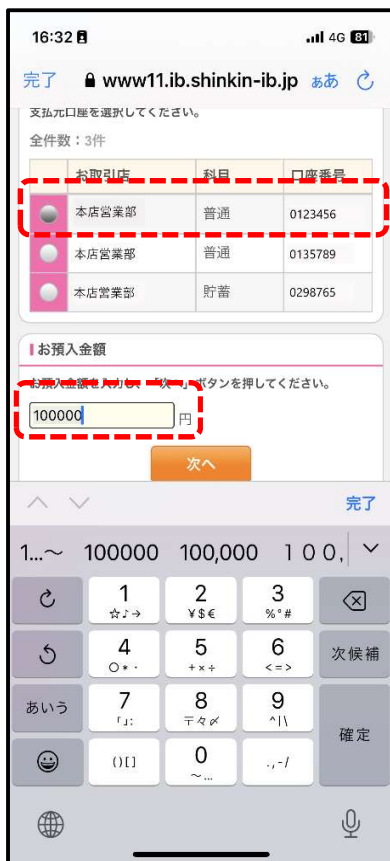 16:32 4G 81
完了 www11.ib.shinkin-ib.jp ぁあ
支払元口座を選択してください。
全件数：3件
お取引店 科目 口座番号
本店営業部 普通 0123456
本店営業部 普通 0135789
本店営業部 貯蓄 0298765
お預入金額
お預入金額を入力し、「次へ」ボタンを押してください。
100000 円
次へ
完了
1…～ 100000 100,000 １００,
1 2 3
☆♪→ ¥$€ %°#
4 5 6 次候補
○*・ +×÷ <=>
あいう 7 8 9
「」: 〒々〆 ^|\
確定
()[] 0 .,-/
～…